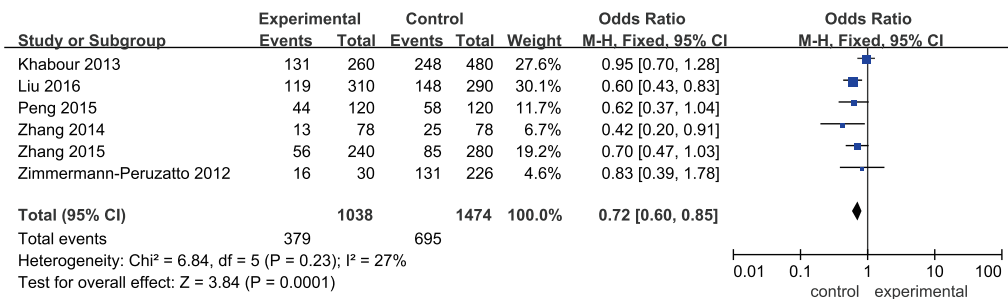 Experimental Control Odds Ratio Odds Ratio
Study or Subgroup Events Total Events Total Weight M-H, Fixed, 95% CI M-H, Fixed, 95% CI
Khabour 2013 131 260 248 480 27.6% 0.95 [0.70, 1.28]
Liu 2016 119 310 148 290 30.1% 0.60 [0.43, 0.83]
Peng 2015 44 120 58 120 11.7% 0.62 [0.37, 1.04]
Zhang 2014 13 78 25 78 6.7% 0.42 [0.20, 0.91]
Zhang 2015 56 240 85 280 19.2% 0.70 [0.47, 1.03]
Zimmermann-Peruzatto 2012 16 30 131 226 4.6% 0.83 [0.39, 1.78]
Total (95% CI) 1038 1474 100.0% 0.72 [0.60, 0.85]
Total events 379 695
Heterogeneity: Chi² = 6.84, df = 5 (P = 0.23); I² = 27%
Test for overall effect: Z = 3.84 (P = 0.0001)
0.01 0.1 1 10 100
control experimental